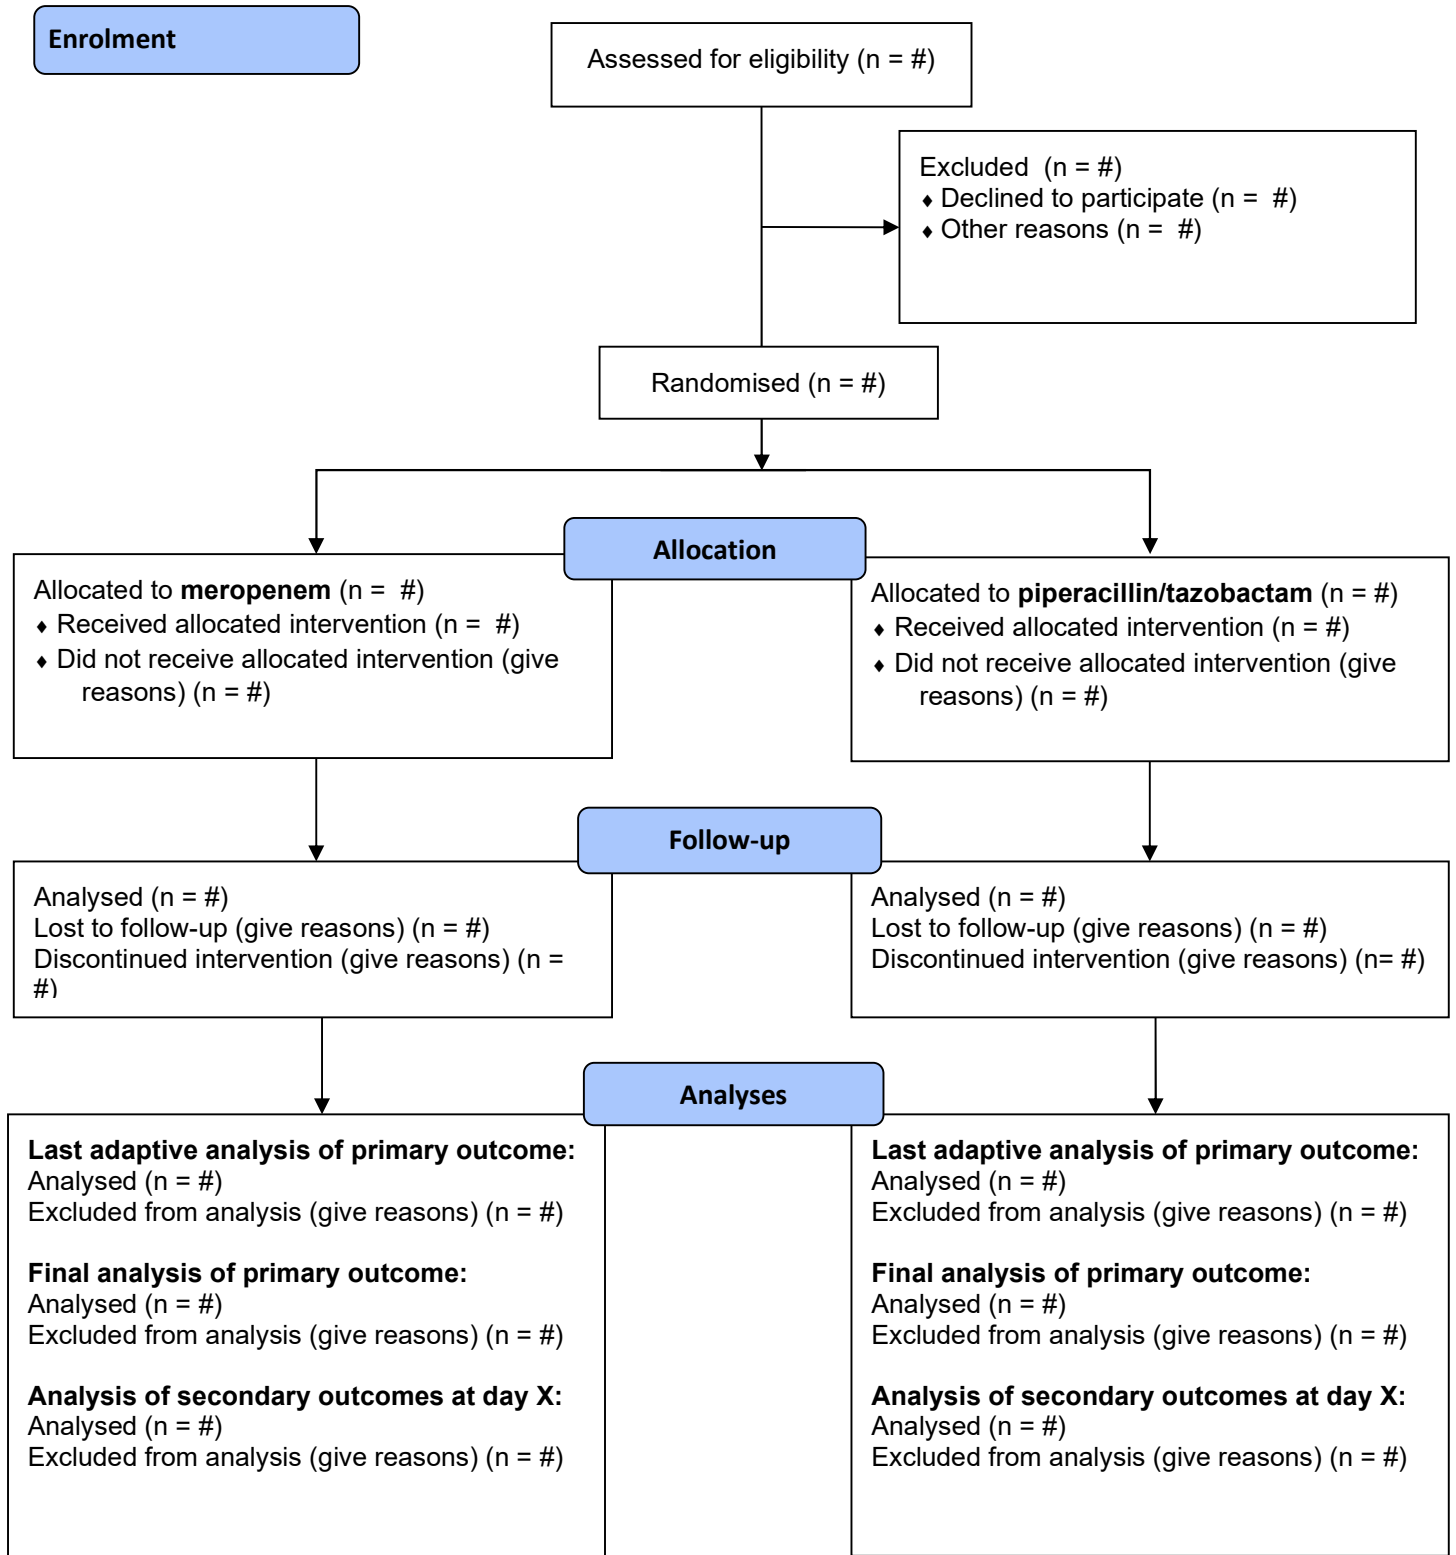 Enrolment
Assessed for eligibility (n = #)
Excluded  (n = #)
♦ Declined to participate (n =  #)
♦ Other reasons (n =  #)
Randomised (n = #)
Allocation
Allocated to meropenem (n =  #)
♦ Received allocated intervention (n =  #)
♦ Did not receive allocated intervention (give
reasons) (n = #)
Allocated to piperacillin/tazobactam (n = #)
♦ Received allocated intervention (n = #)
♦ Did not receive allocated intervention (give
reasons) (n = #)
Follow-up
Analysed (n = #)
Lost to follow-up (give reasons) (n = #)
Discontinued intervention (give reasons) (n =
#)
Analysed (n = #)
Lost to follow-up (give reasons) (n = #)
Discontinued intervention (give reasons) (n= #)
Analyses
Last adaptive analysis of primary outcome:
Analysed (n = #)
Excluded from analysis (give reasons) (n = #)
Final analysis of primary outcome:
Analysed (n = #)
Excluded from analysis (give reasons) (n = #)
Analysis of secondary outcomes at day X:
Analysed (n = #)
Excluded from analysis (give reasons) (n = #)
Last adaptive analysis of primary outcome:
Analysed (n = #)
Excluded from analysis (give reasons) (n = #)
Final analysis of primary outcome:
Analysed (n = #)
Excluded from analysis (give reasons) (n = #)
Analysis of secondary outcomes at day X:
Analysed (n = #)
Excluded from analysis (give reasons) (n = #)